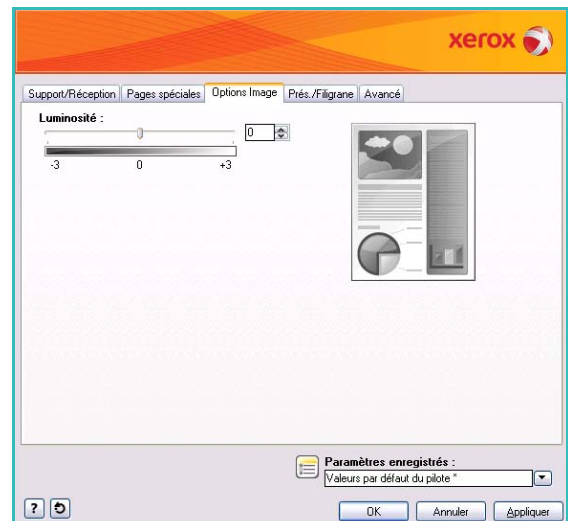 xerox
Support/Réception Pages spéciales Options Image Prés./Filigrane Avancé
Luminosité :
0
-3 0 +3
Paramètres enregistrés :
Valeurs par défaut du pilote *
? OK Annuler Appliquer